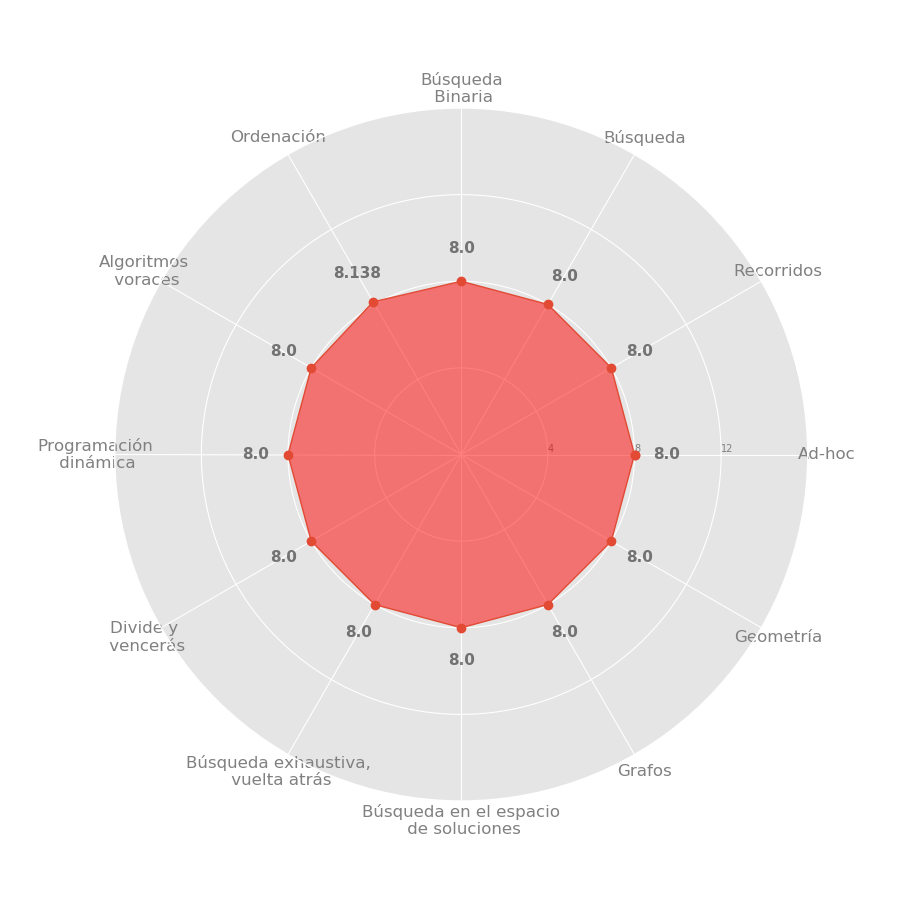 Búsqueda
Binaria
Ordenación
Búsqueda
8.0
Algoritmos
voraces
8.138
8.0
Recorridos
8.0
8.0
Programación
dinámica
8.0
4
8
12
8.0
Ad-hoc
8.0
8.0
Divide y
vencerás
8.0
8.0
Geometría
8.0
Búsqueda exhaustiva,
vuelta atrás
Grafos
Búsqueda en el espacio
de soluciones